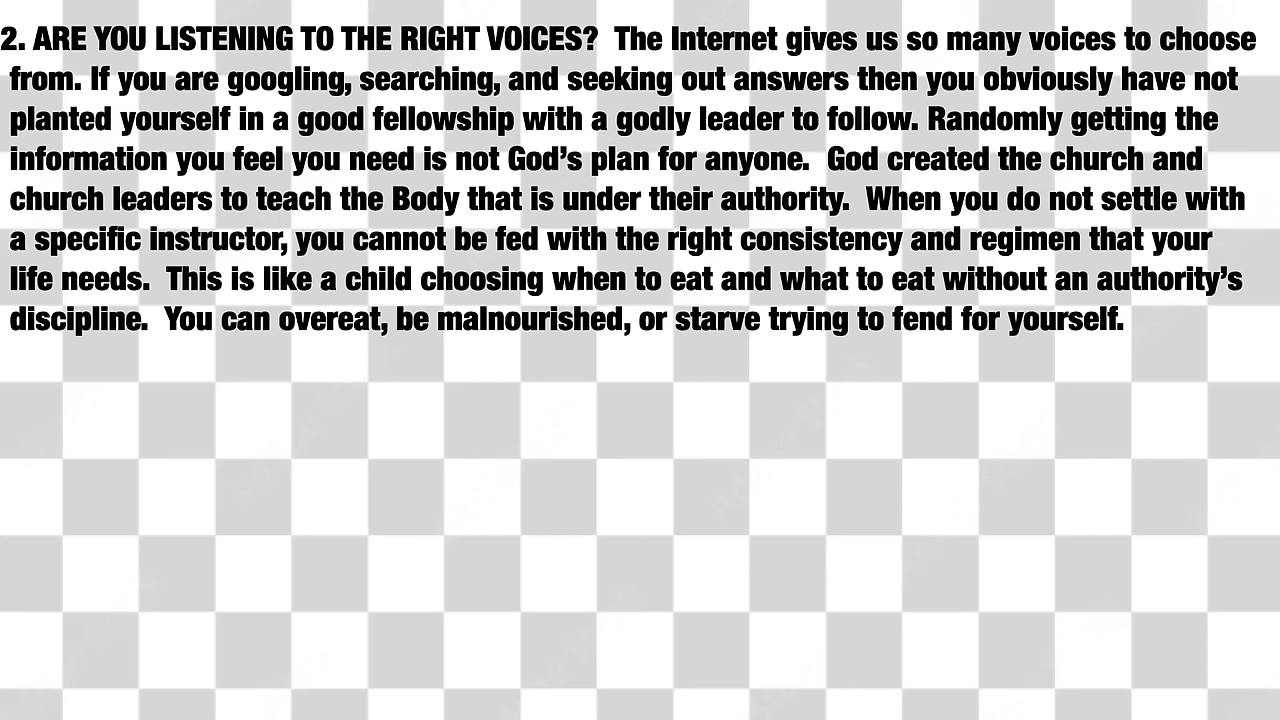 2. ARE YOU LISTENING TO THE RIGHT VOICES?  The Internet gives us so many voices to choose
from. If you are googling, searching, and seeking out answers then you obviously have not
planted yourself in a good fellowship with a godly leader to follow. Randomly getting the
information you feel you need is not God’s plan for anyone.  God created the church and
church leaders to teach the Body that is under their authority.  When you do not settle with
a specific instructor, you cannot be fed with the right consistency and regimen that your
life needs.  This is like a child choosing when to eat and what to eat without an authority’s
discipline.  You can overeat, be malnourished, or starve trying to fend for yourself.